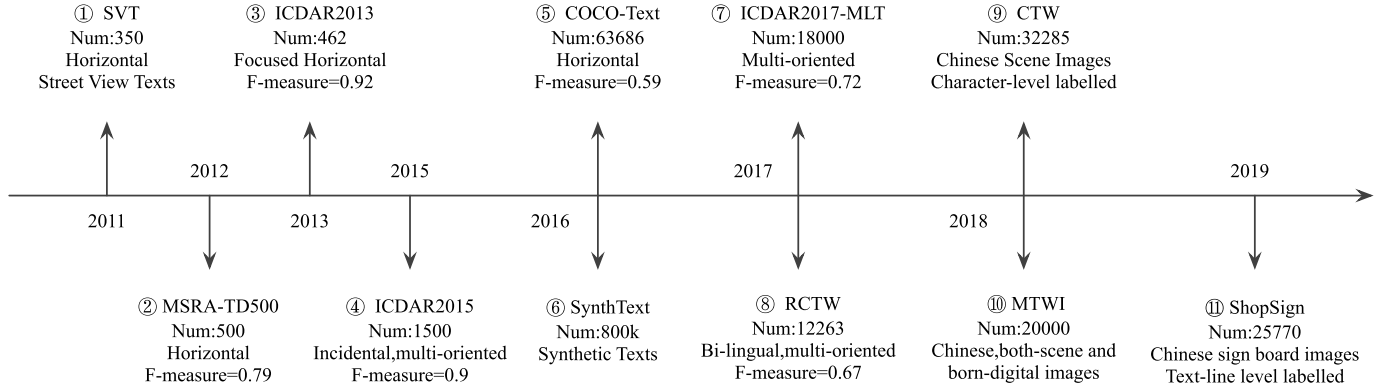 ① SVT
Num:350
Horizontal
Street View Texts
③ ICDAR2013
Num:462
Focused Horizontal
F-measure=0.92
⑤ COCO-Text
Num:63686
Horizontal
F-measure=0.59
⑦ ICDAR2017-MLT
Num:18000
Multi-oriented
F-measure=0.72
⑨ CTW
Num:32285
Chinese Scene Images
Character-level labelled
2012
2015
2017
2019
2011
2013
2016
2018
② MSRA-TD500
Num:500
Horizontal
F-measure=0.79
④ ICDAR2015
Num:1500
Incidental,multi-oriented
F-measure=0.9
⑥ SynthText
Num:800k
Synthetic Texts
⑧ RCTW
Num:12263
Bi-lingual,multi-oriented
F-measure=0.67
⑩ MTWI
Num:20000
Chinese,both-scene and
born-digital images
⑪ ShopSign
Num:25770
Chinese sign board images
Text-line level labelled